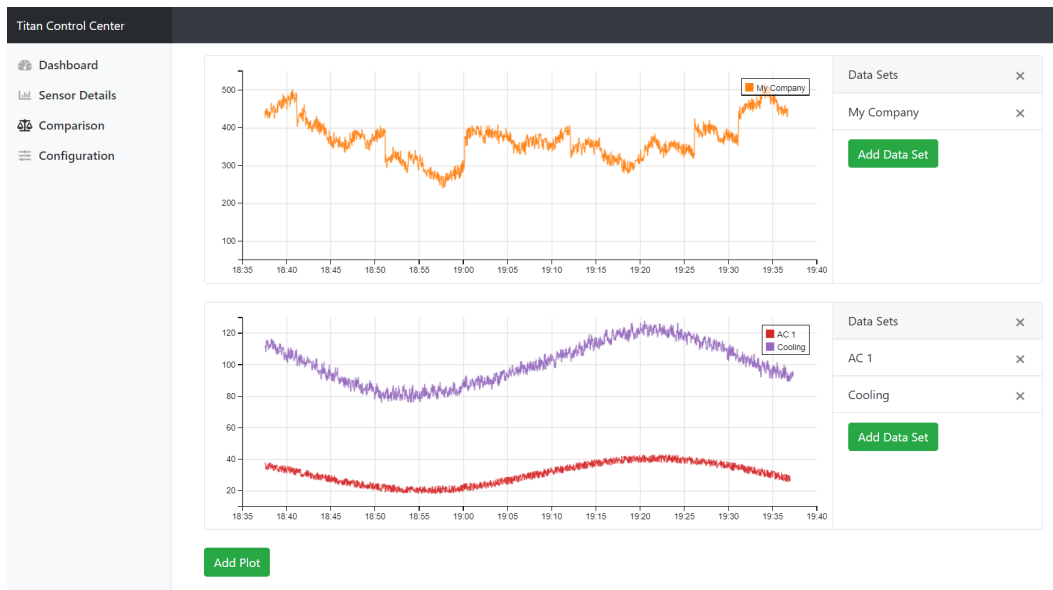 Titan Control Center
Dashboard
Sensor Details
Comparison
Configuration
500
400
300
200
100
18:35 18:40 18:45 18:50 18:55 19:00 19:05 19:10 19:15 19:20 19:25 19:30 19:35 19:40
My Company
Data Sets ×
My Company ×
Add Data Set
120
100
80
60
40
20
18:35 18:40 18:45 18:50 18:55 19:00 19:05 19:10 19:15 19:20 19:25 19:30 19:35 19:40
AC 1
Cooling
Data Sets ×
AC 1 ×
Cooling ×
Add Data Set
Add Plot